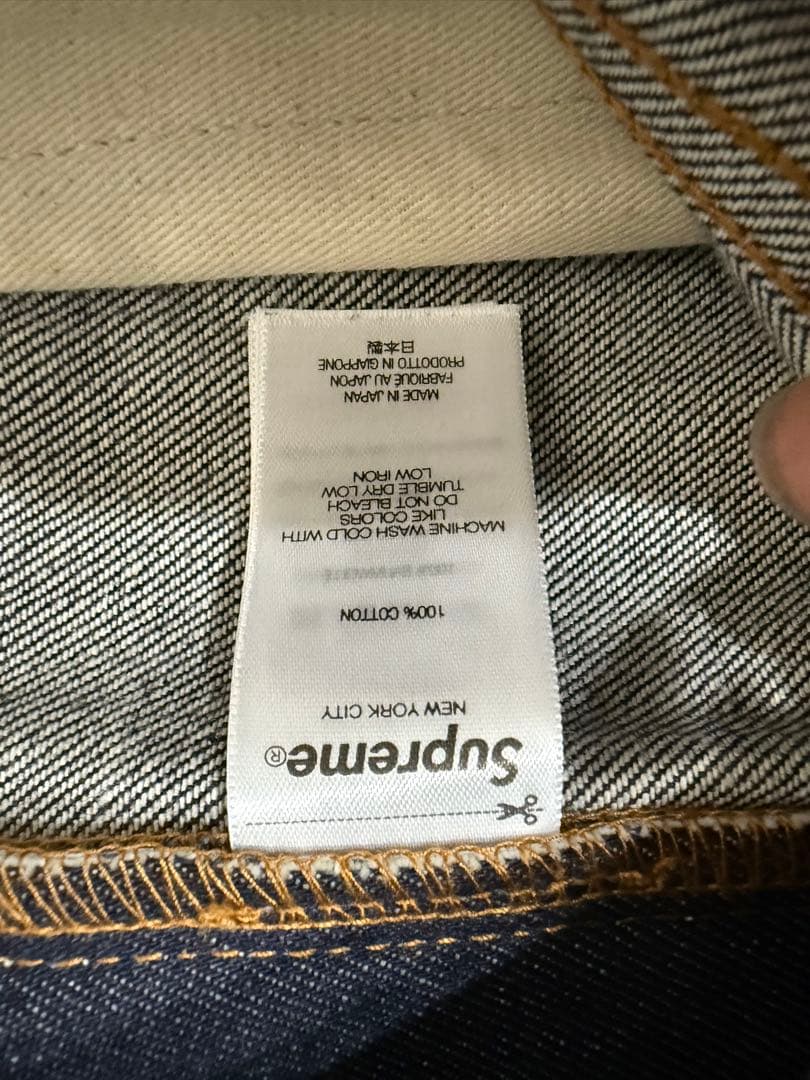 Supreme®
NEW YORK CITY
100% COTTON
MACHINE WASH COLD WITH
LIKE COLORS
DO NOT BLEACH
TUMBLE DRY LOW
LOW IRON
MADE IN JAPAN
FABRIQUÉ AU JAPON
PRODOTTO IN GIAPPONE
日本製